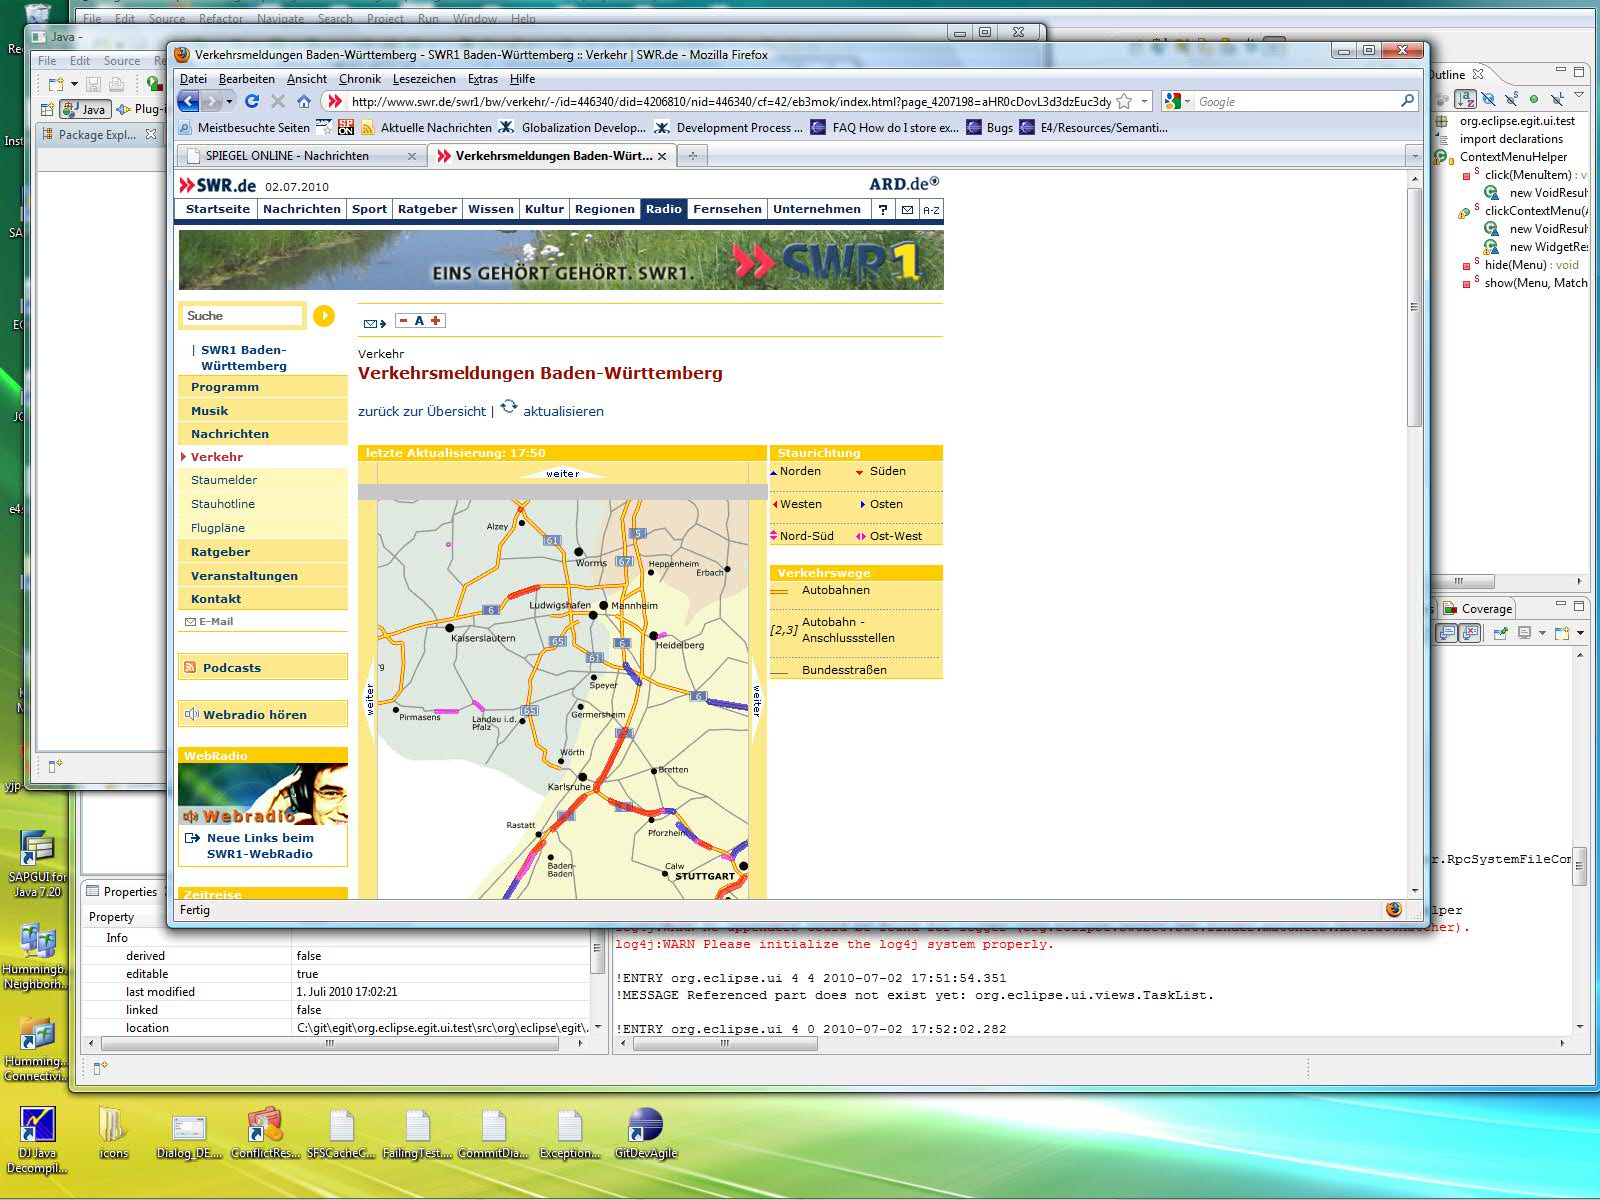 File Edit Source Refactor Navigate Search Project Run Window Help
Java -
File Edit Source
Java Plug-i
Package Expl...
Verkehrsmeldungen Baden-Württemberg - SWR1 Baden-Württemberg :: Verkehr | SWR.de - Mozilla Firefox
Datei Bearbeiten Ansicht Chronik Lesezeichen Extras Hilfe
http://www.swr.de/swr1/bw/verkehr/-/id=446340/did=4206810/nid=446340/cf=42/eb3mok/index.html?page_4207198=aHR0cDovL3d3dzEuc3dy
Google
Meistbesuchte Seiten Aktuelle Nachrichten Globalization Develop... Development Process ... FAQ How do I store ex... Bugs E4/Resources/Semanti...
SPIEGEL ONLINE - Nachrichten
Verkehrsmeldungen Baden-Würt...
SWR.de 02.07.2010 ARD.de
Startseite Nachrichten Sport Ratgeber Wissen Kultur Regionen Radio Fernsehen Unternehmen ? A-Z
EINS GEHÖRT GEHÖRT. SWR1. SWR1
Suche
A
| SWR1 Baden-
Württemberg
Programm
Musik
Nachrichten
Verkehr
Staumelder
Stauhotline
Flugpläne
Ratgeber
Veranstaltungen
Kontakt
E-Mail
Podcasts
Webradio hören
WebRadio
Webradio
Neue Links beim
SWR1-WebRadio
Zeitreise
Verkehr
Verkehrsmeldungen Baden-Württemberg
zurück zur Übersicht | aktualisieren
letzte Aktualisierung: 17:50
weiter
weiter
weiter
Alzey
61
5
Worms
67
Heppenheim
Erbach
6
Ludwigshafen
Mannheim
Kaiserslautern
65
6
Heidelberg
61
Speyer
6
Pirmasens
Landau i.d.
Pfalz
65
Germersheim
5
Wörth
Bretten
Karlsruhe
Rastatt
Pforzheim
Baden-
Baden
Calw
STUTTGART
Staurichtung
Norden Süden
Westen Osten
Nord-Süd Ost-West
Verkehrswege
Autobahnen
[2,3] Autobahn -
Anschlussstellen
Bundesstraßen
Fertig
Outline
org.eclipse.egit.ui.test
import declarations
ContextMenuHelper
click(MenuItem) : v
new VoidResul
clickContextMenu(A
new VoidResul
new WidgetRes
hide(Menu) : void
show(Menu, Match
Coverage
r.RpcSystemFileCon
lper
log4j:WARN Please initialize the log4j system properly.
!ENTRY org.eclipse.ui 4 4 2010-07-02 17:51:54.351
!MESSAGE Referenced part does not exist yet: org.eclipse.ui.views.TaskList.
!ENTRY org.eclipse.ui 4 0 2010-07-02 17:52:02.282
Properties
Property
Info
derived false
editable true
last modified 1. Juli 2010 17:02:21
linked false
location C:\git\egit\org.eclipse.egit.ui.test\src\org\eclipse\egit\.
SAPGUI for
Java 7.20
Hummingb...
Neighborh...
Humming...
Connectivi...
DJ Java
Decompil...
icons
Dialog_DE....
ConflictRes...
SFSCacheC...
FailingTest....
CommitDia...
Exception...
GitDevAgile